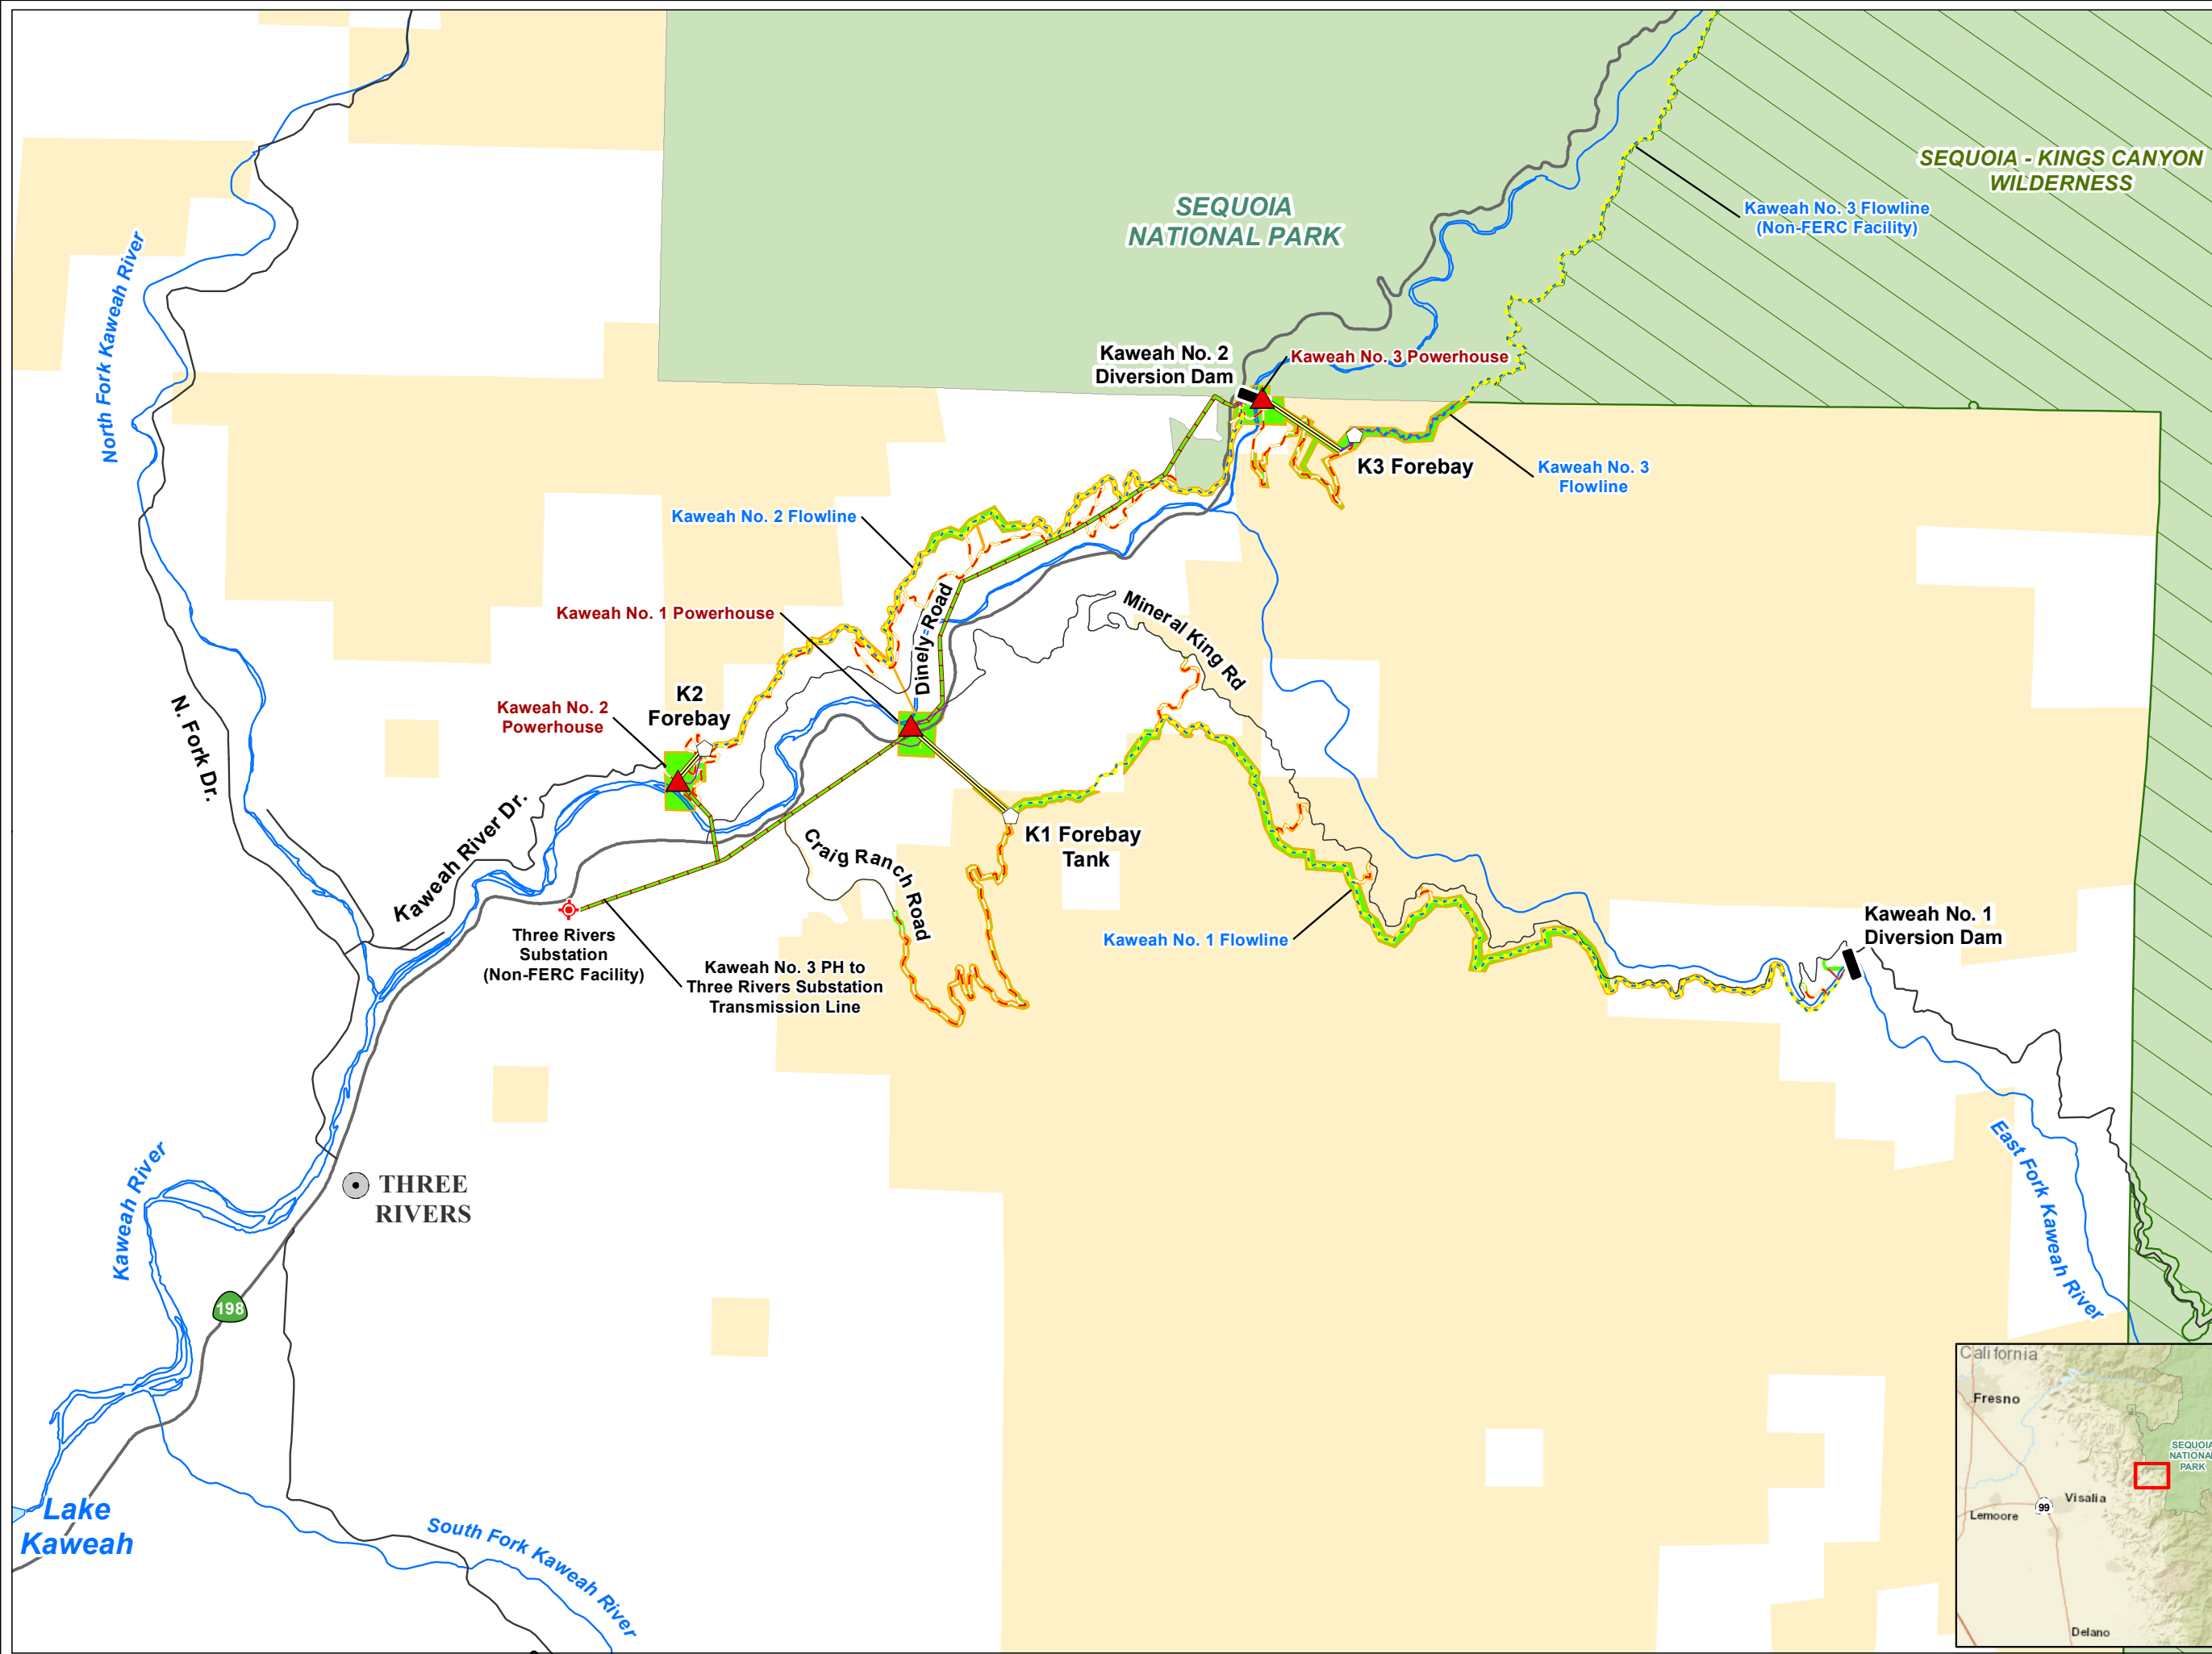 SEQUOIA - KINGS CANYON
WILDERNESS
SEQUOIA
NATIONAL PARK
Kaweah No. 3 Flowline
(Non-FERC Facility)
North Fork Kaweah River
Kaweah No. 2
Diversion Dam
Kaweah No. 3 Powerhouse
K3 Forebay
Kaweah No. 3
Flowline
Kaweah No. 2 Flowline
Dinely Road
Mineral King Rd
Kaweah No. 1 Powerhouse
K2
Forebay
Kaweah No. 2
Powerhouse
N. Fork Dr.
Kaweah River Dr.
Craig Ranch Road
K1 Forebay
Tank
Kaweah No. 1 Flowline
Kaweah No. 1
Diversion Dam
Three Rivers
Substation
(Non-FERC Facility)
Kaweah No. 3 PH to
Three Rivers Substation
Transmission Line
East Fork Kaweah River
Kaweah River
THREE
RIVERS
198
Lake
Kaweah
South Fork Kaweah River
California
Fresno
SEQUOIA
NATIONAL
PARK
Visalia
99
Lemoore
Delano